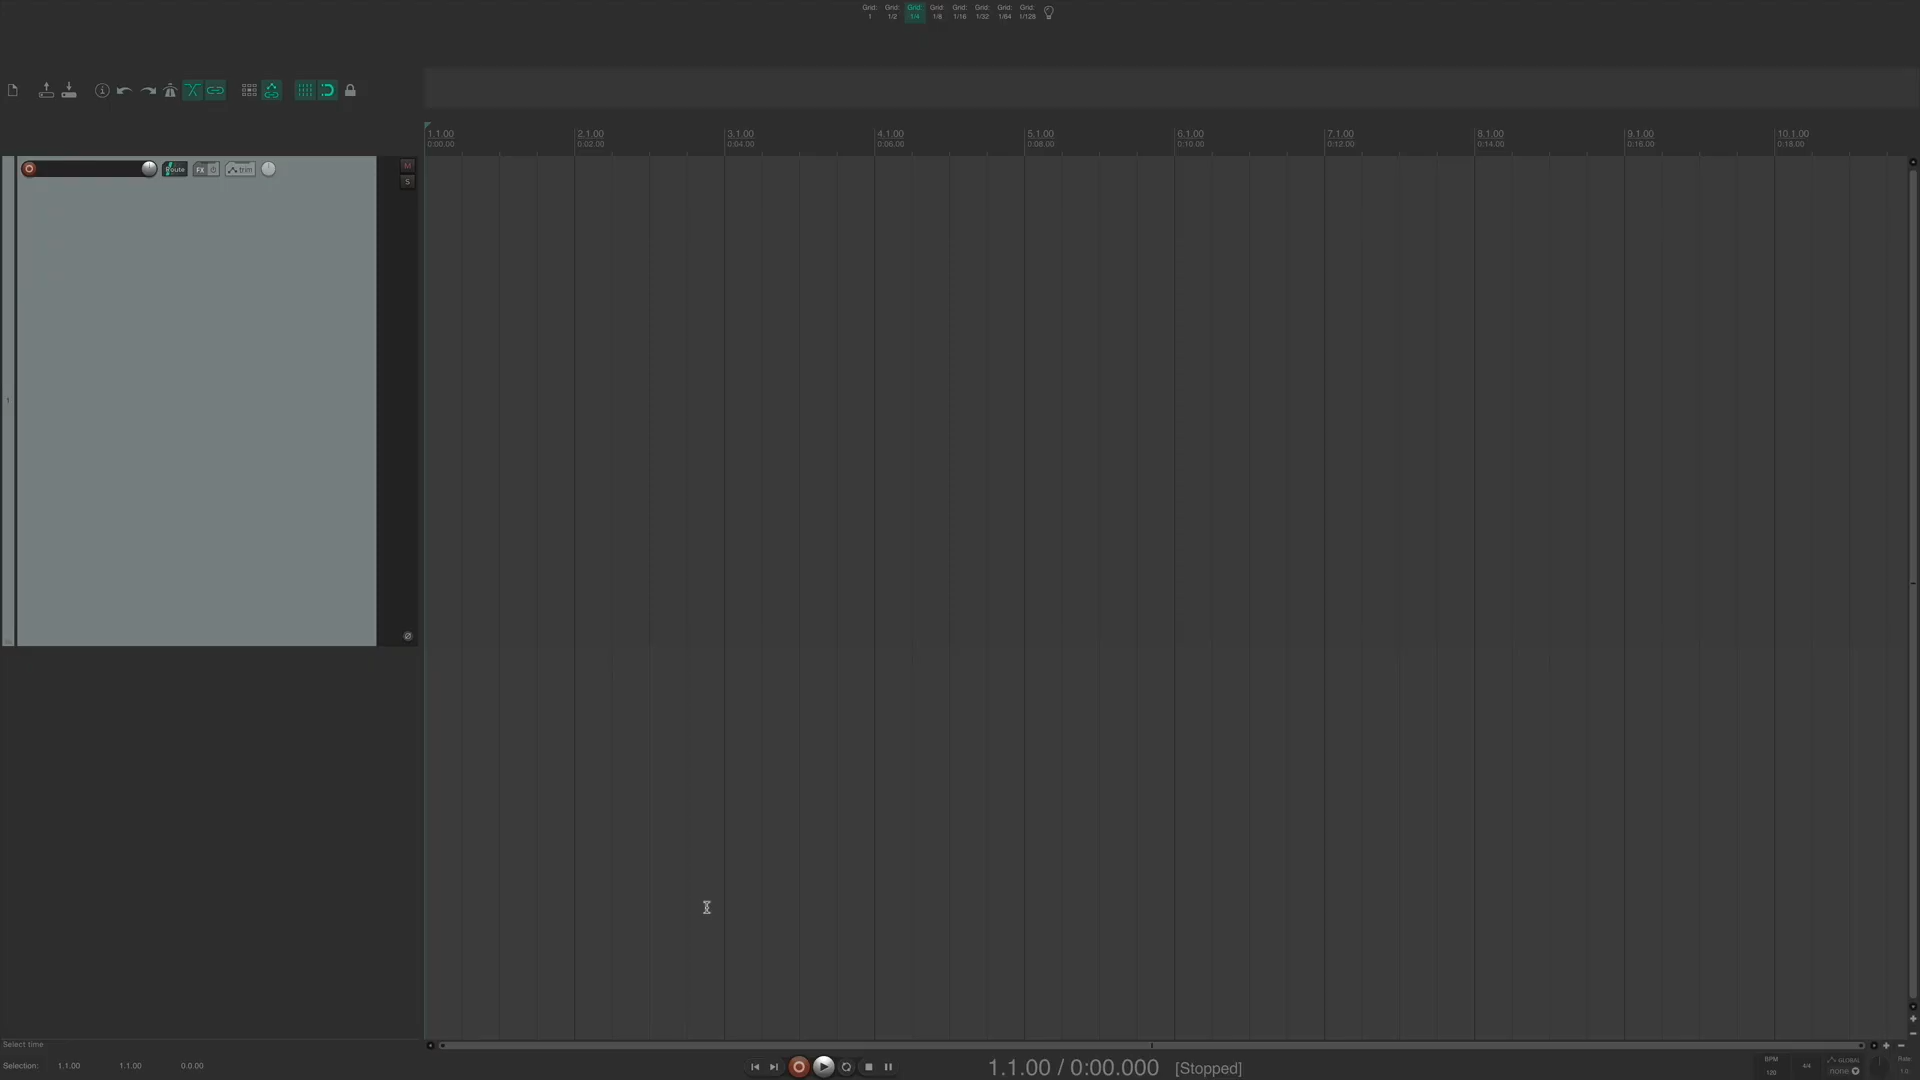 Grid: Grid: Grid: Grid: Grid: Grid: Grid: Grid:
1 1/2 1/4 1/8 1/16 1/32 1/64 1/128
1.1.00 2.1.00 3.1.00 4.1.00 5.1.00 6.1.00 7.1.00 8.1.00 9.1.00 10.1.00
0:00.00 0:02.00 0:04.00 0:06.00 0:08.00 0:10.00 0:12.00 0:14.00 0:16.00 0:18.00
Route FX trim M
S
1
Select time
Selection: 1.1.00 1.1.00 0.0.00
1.1.00 / 0:00.000 [Stopped]
BPM
120
4/4
GLOBAL
none
Rate:
1.0